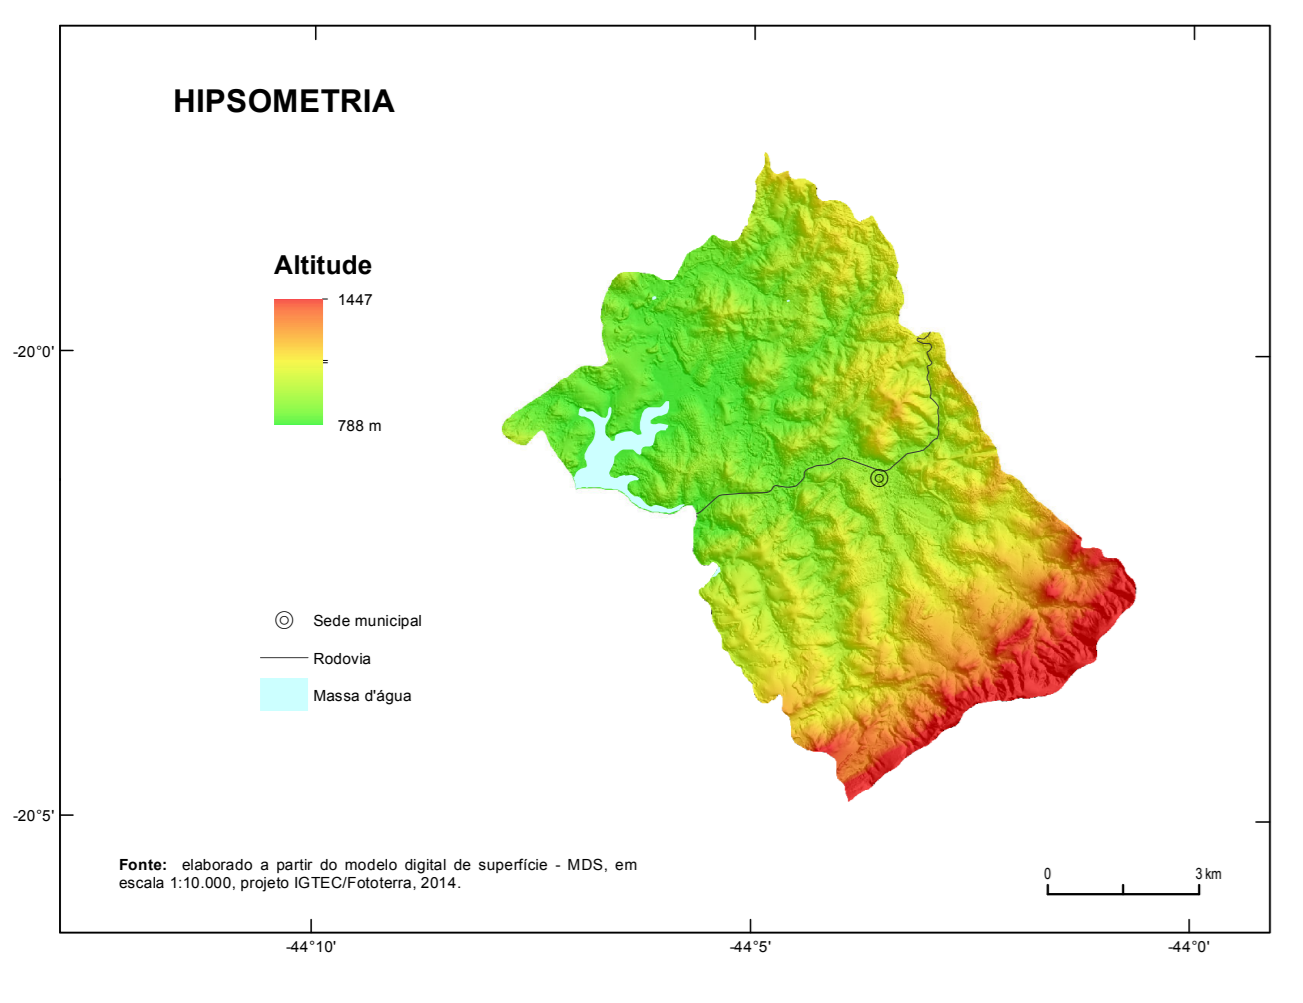 HIPSOMETRIA
Altitude
1447
=
788 m
-20°0'
Sede municipal
Rodovia
Massa d'água
-20°5'
Fonte: elaborado a partir do modelo digital de superfície - MDS, em
escala 1:10.000, projeto IGTEC/Fototerra, 2014.
0 3 km
-44°10' -44°5' -44°0'